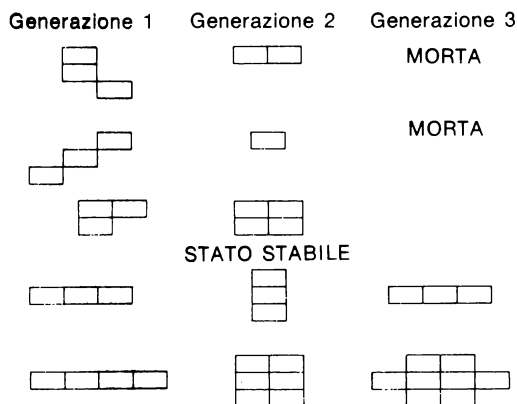 Generazione 1 Generazione 2 Generazione 3
MORTA
MORTA
STATO STABILE